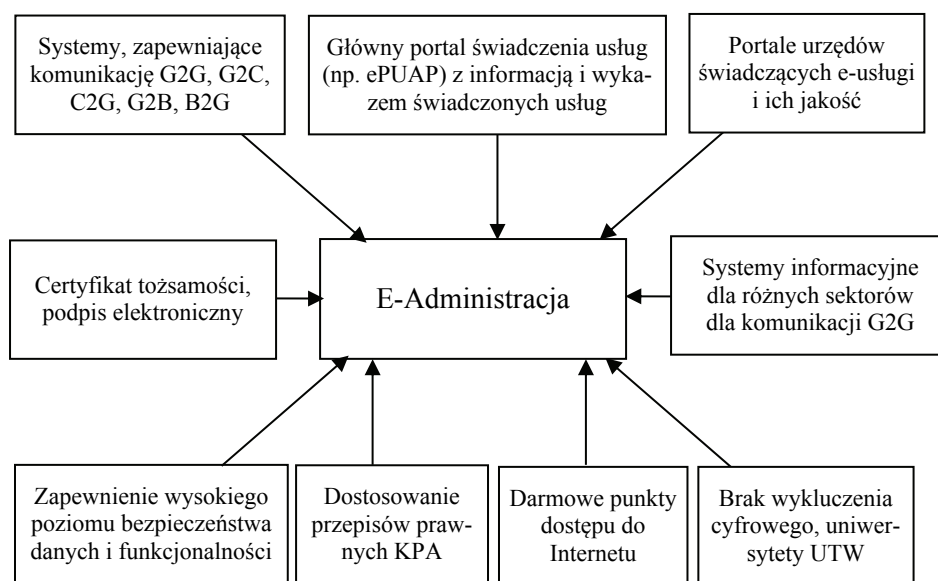 Systemy, zapewniające
komunikację G2G, G2C,
C2G, G2B, B2G
Główny portal świadczenia usług
(np. ePUAP) z informacją i wyka-
zem świadczonych usług
Portale urzędów
świadczących e-usługi
i ich jakość
Certyfikat tożsamości,
podpis elektroniczny
E-Administracja
Systemy informacyjne
dla różnych sektorów
dla komunikacji G2G
Zapewnienie wysokiego
poziomu bezpieczeństwa
danych i funkcjonalności
Dostosowanie
przepisów praw-
nych KPA
Darmowe punkty
dostępu do
Internetu
Brak wykluczenia
cyfrowego, uniwer-
sytety UTW